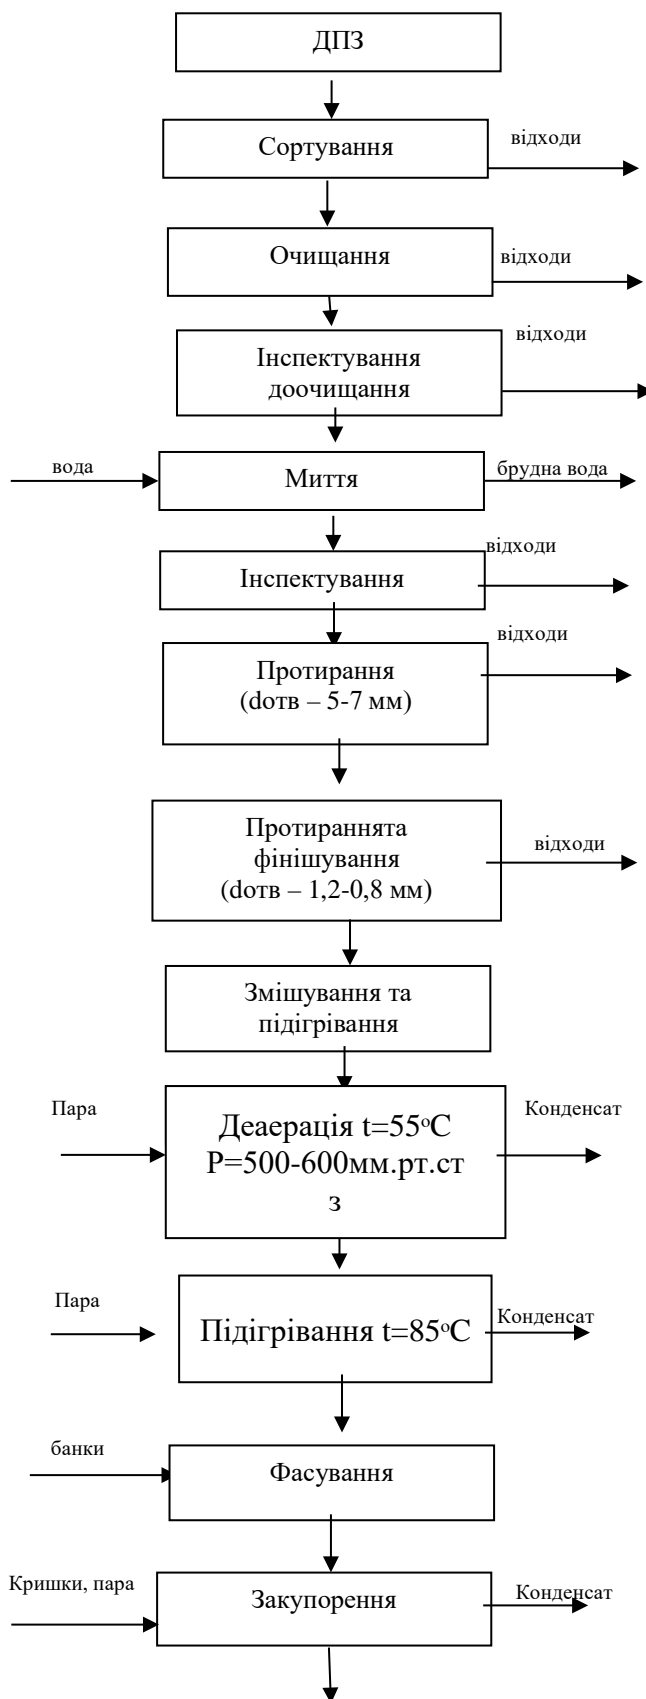 ДПЗ
Сортування
відходи
Очищання
відходи
Інспектування
доочищання
відходи
вода
Миття
брудна вода
Інспектування
відходи
Протирання
(dотв – 5-7 мм)
відходи
Протираннята
фінішування
(dотв – 1,2-0,8 мм)
відходи
Змішування та
підігрівання
Пара
Деаерація t=55ᵒС
Р=500-600мм.рт.ст
з
Конденсат
Пара
Підігрівання t=85ᵒС
Конденсат
банки
Фасування
Кришки, пара
Закупорення
Конденсат